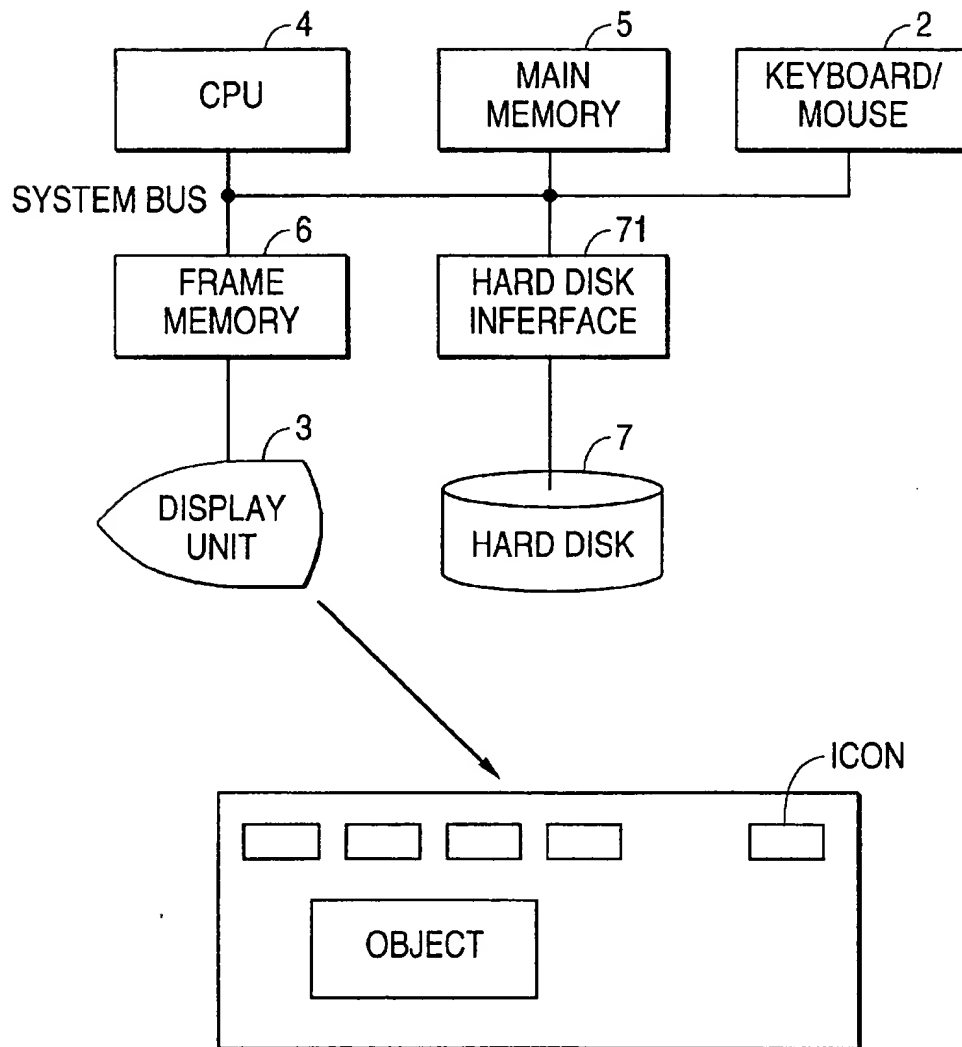 4
5
2
CPU
MAIN
MEMORY
KEYBOARD/
MOUSE
SYSTEM BUS
6
71
FRAME
MEMORY
HARD DISK
INFERFACE
3
7
DISPLAY
UNIT
HARD DISK
ICON
OBJECT